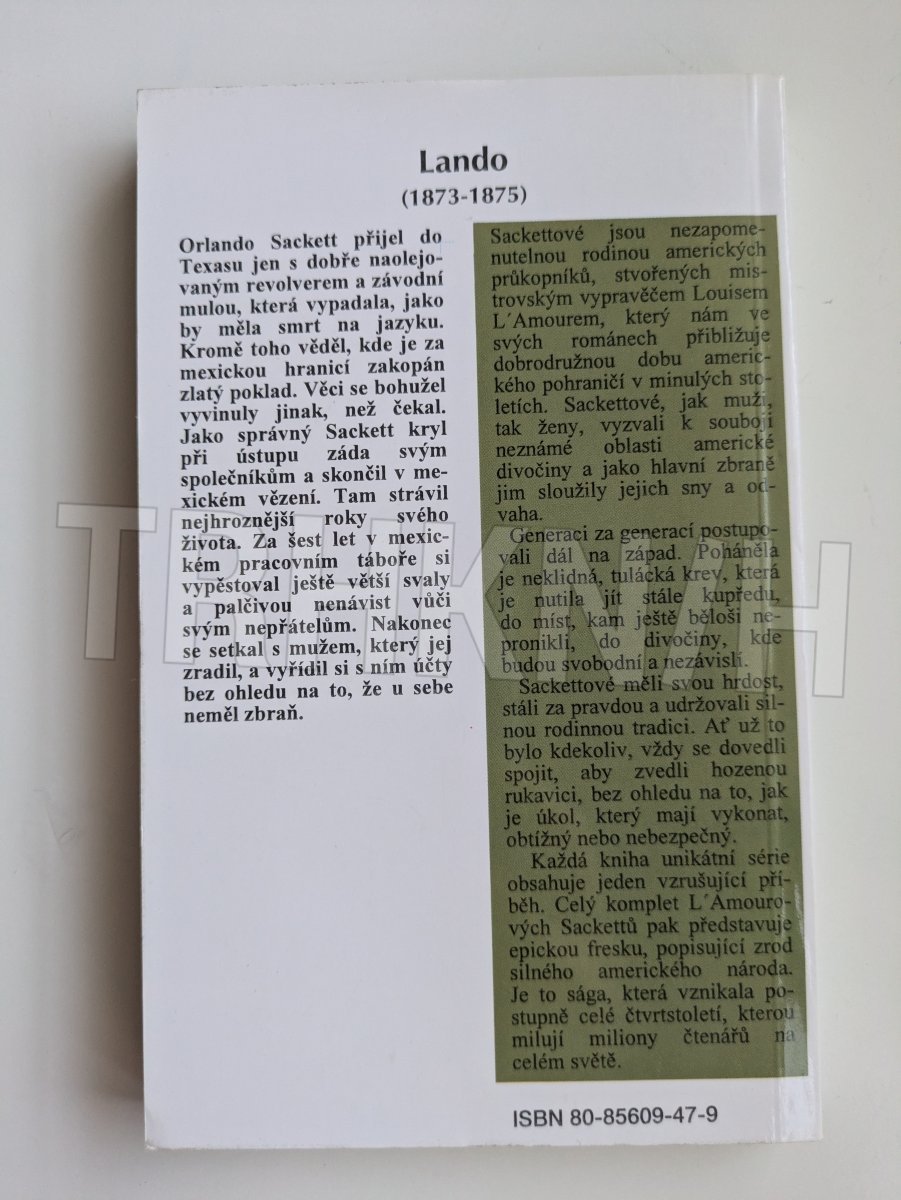 Lando
(1873-1875)
Orlando Sackett přijel do
Texasu jen s dobře naolejo-
vaným revolverem a závodní
mulou, která vypadala, jako
by měla smrt na jazyku.
Kromě toho věděl, kde je za
mexickou hranicí zakopán
zlatý poklad. Věci se bohužel
vyvinuly jinak, než čekal.
Jako správný Sackett kryl
při ústupu záda svým
společníkům a skončil v me-
xickém vězení. Tam strávil
nejhroznější roky svého
života. Za šest let v mexic-
kém pracovním táboře si
vypěstoval ještě větší svaly
a palčivou nenávist vůči
svým nepřátelům. Nakonec
se setkal s mužem, který jej
zradil, a vyřídil si s ním účty
bez ohledu na to, že u sebe
neměl zbraň.
Sackettové jsou nezapome-
nutelnou rodinou amerických
průkopníků, stvořených mis-
trovským vypravěčem Louisem
L´Amourem, který nám ve
svých románech přibližuje
dobrodružnou dobu americ-
kého pohraničí v minulých sto-
letích. Sackettové, jak muži,
tak ženy, vyzvali k souboji
neznámé oblasti americké
divočiny a jako hlavní zbraně
jim sloužily jejich sny a od-
vaha.
Generaci za generací postupo-
vali dál na západ. Poháněla
je neklidná, tulácká krev, která
je nutila jít stále kupředu,
do míst, kam ještě běloši ne-
pronikli, do divočiny, kde
budou svobodní a nezávislí.
Sackettové měli svou hrdost,
stáli za pravdou a udržovali sil-
nou rodinnou tradici. Ať už to
bylo kdekoliv, vždy se dovedli
spojit, aby zvedli hozenou
rukavici, bez ohledu na to, jak
je úkol, který mají vykonat,
obtížný nebo nebezpečný.
Každá kniha unikátní série
obsahuje jeden vzrušující pří-
běh. Celý komplet L´Amouro-
vých Sackettů pak představuje
epickou fresku, popisující zrod
silného amerického národa.
Je to sága, která vznikala po-
stupně celé čtvrtstoletí, kterou
milují miliony čtenářů na
celém světě.
ISBN 80-85609-47-9